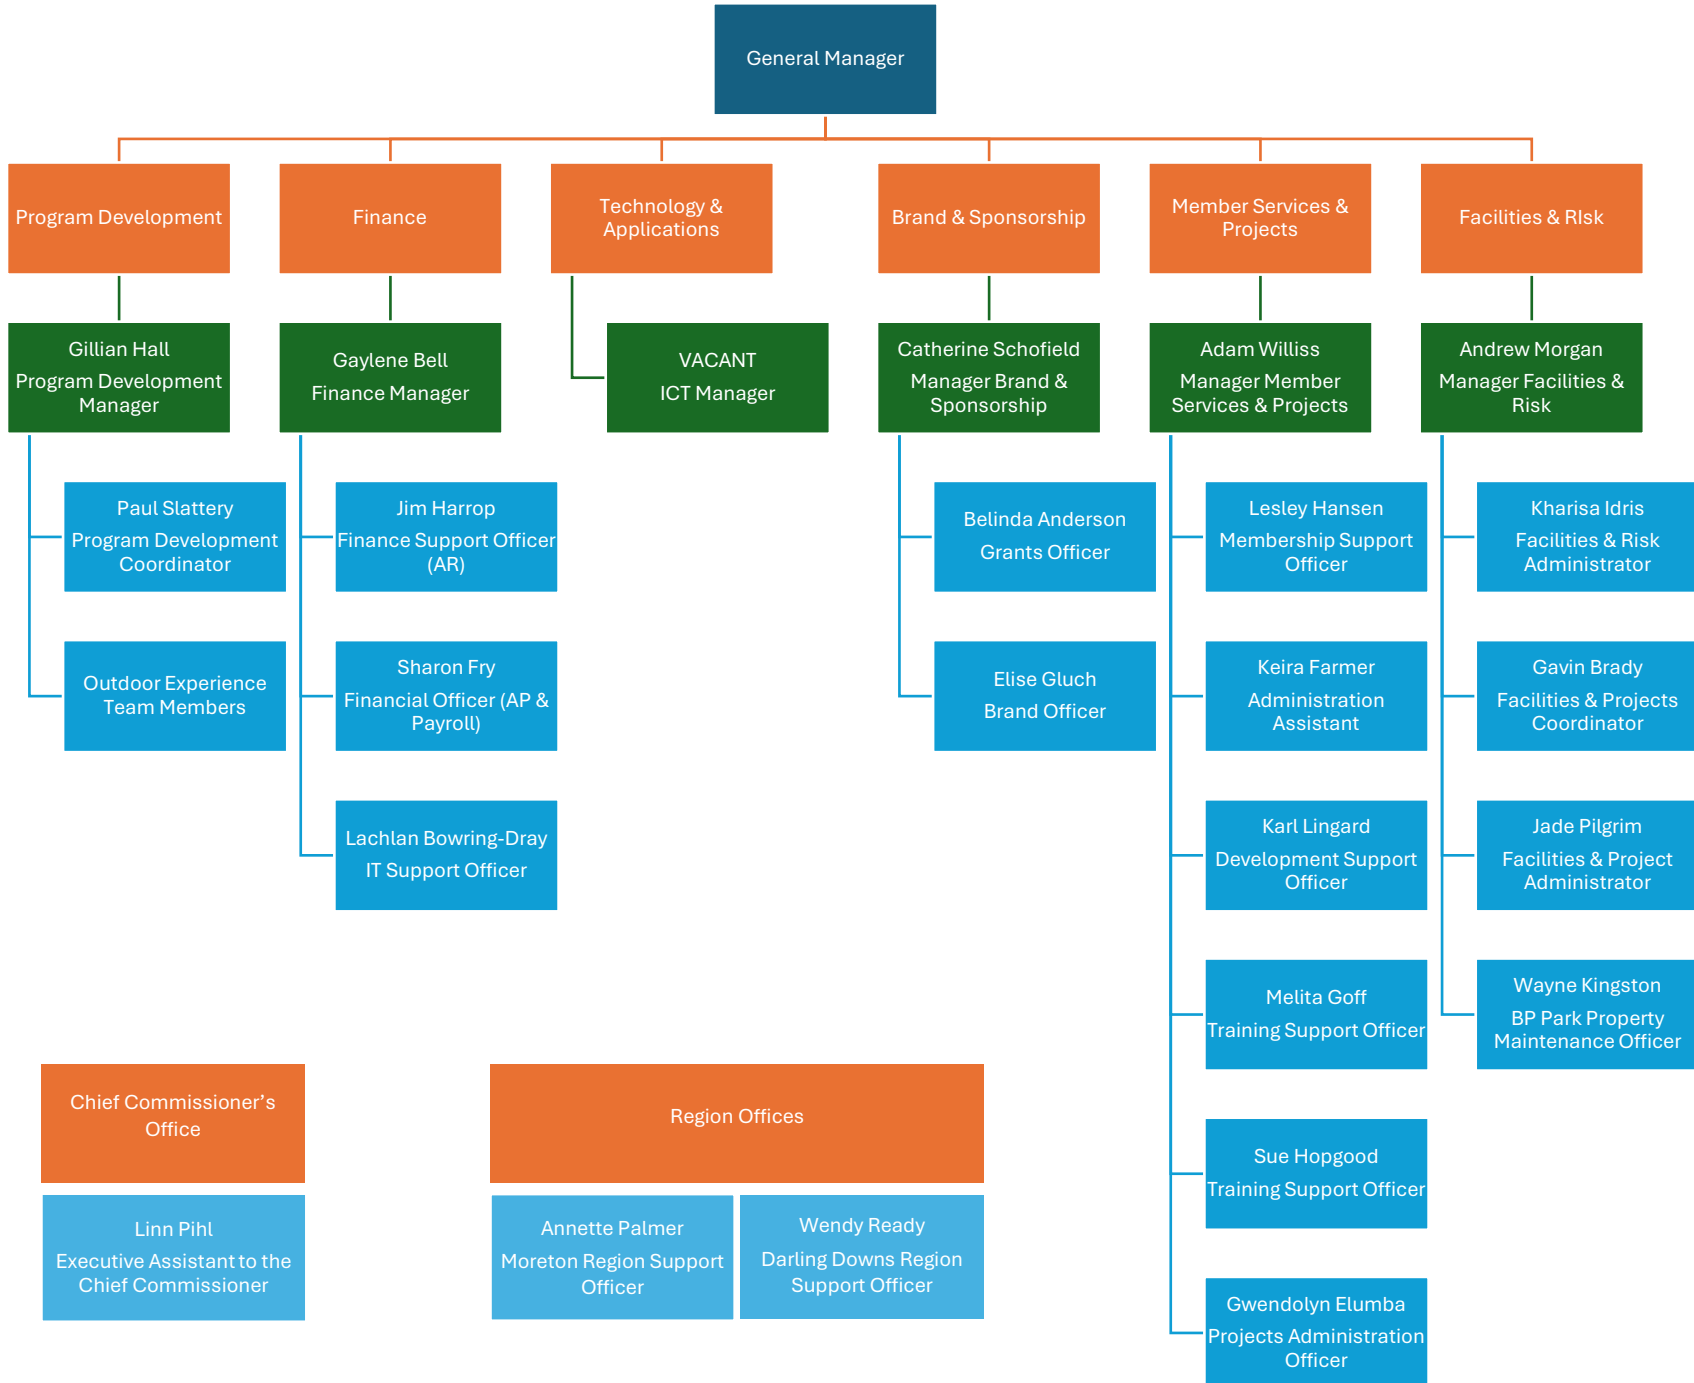 General Manager
Program Development
Finance
Technology &
Applications
Brand & Sponsorship
Member Services &
Projects
Facilities & RIsk
Gillian Hall
Program Development
Manager
Gaylene Bell
Finance Manager
VACANT
ICT Manager
Catherine Schofield
Manager Brand &
Sponsorship
Adam Williss
Manager Member
Services & Projects
Andrew Morgan
Manager Facilities &
Risk
Paul Slattery
Program Development
Coordinator
Outdoor Experience
Team Members
Jim Harrop
Finance Support Officer
(AR)
Sharon Fry
Financial Officer (AP &
Payroll)
Lachlan Bowring-Dray
IT Support Officer
Belinda Anderson
Grants Officer
Elise Gluch
Brand Officer
Lesley Hansen
Membership Support
Officer
Keira Farmer
Administration
Assistant
Karl Lingard
Development Support
Officer
Melita Goff
Training Support Officer
Sue Hopgood
Training Support Officer
Gwendolyn Elumba
Projects Administration
Officer
Kharisa Idris
Facilities & Risk
Administrator
Gavin Brady
Facilities & Projects
Coordinator
Jade Pilgrim
Facilities & Project
Administrator
Wayne Kingston
BP Park Property
Maintenance Officer
Chief Commissioner’s
Office
Linn Pihl
Executive Assistant to the
Chief Commissioner
Region Offices
Annette Palmer
Moreton Region Support
Officer
Wendy Ready
Darling Downs Region
Support Officer